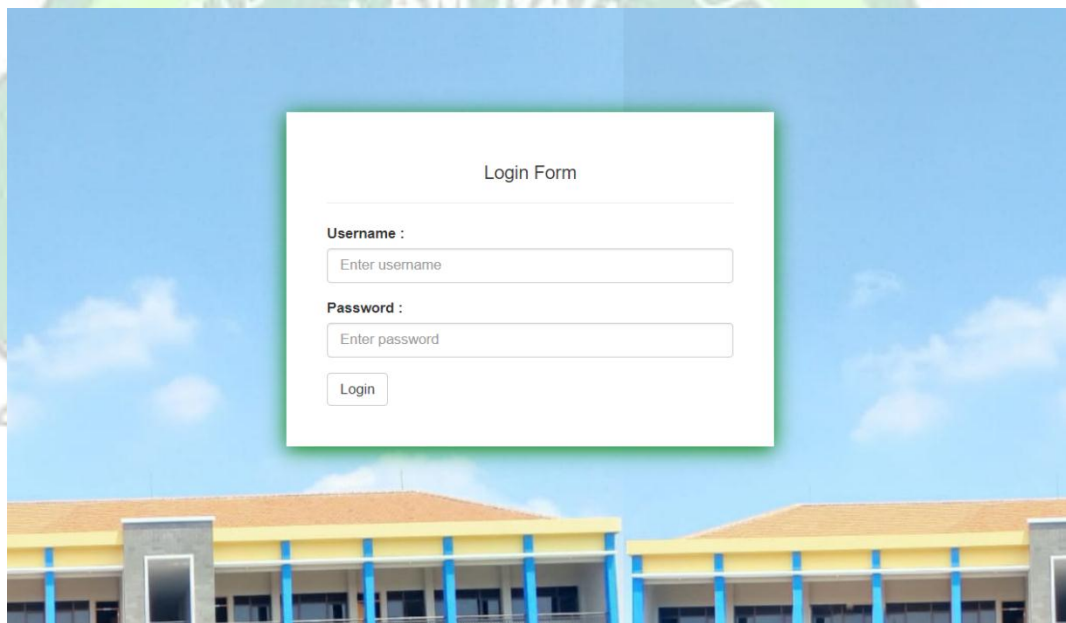 Login Form
Username :
Enter username
Password :
Enter password
Login